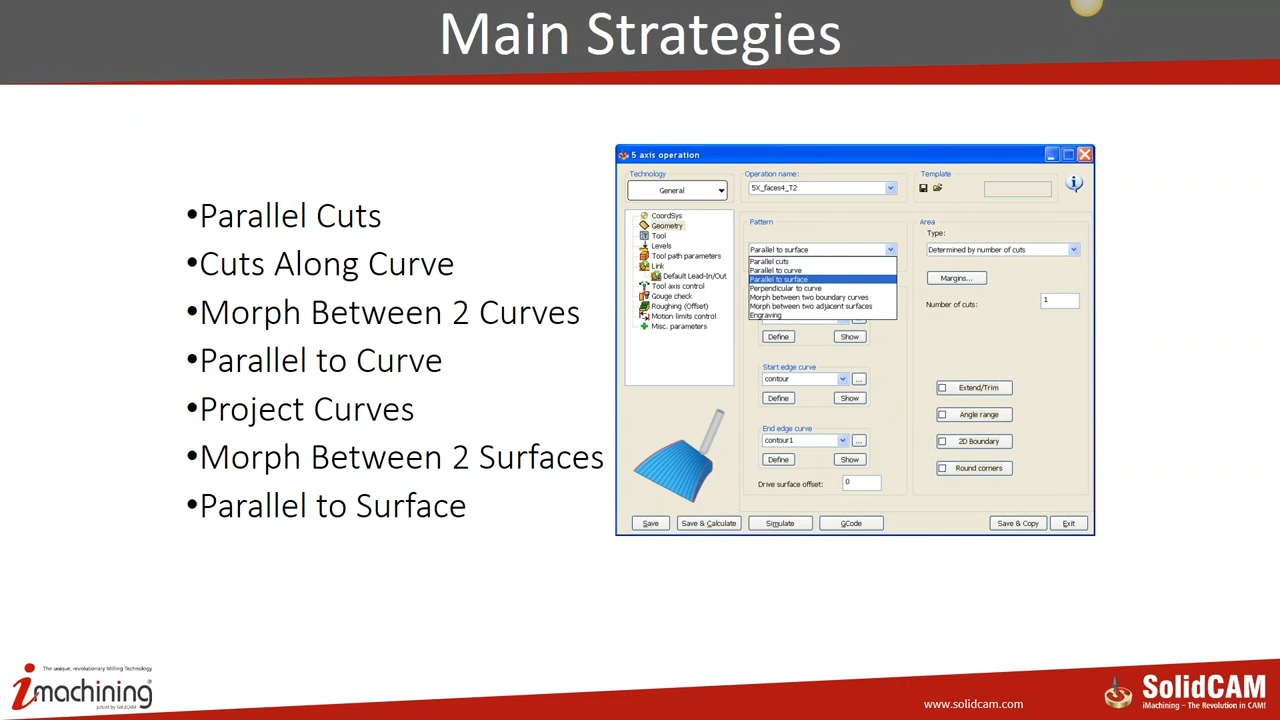 Main Strategies
•Parallel Cuts
•Cuts Along Curve
•Morph Between 2 Curves
•Parallel to Curve
•Project Curves
•Morph Between 2 Surfaces
•Parallel to Surface
5 axis operation
Technology
General
Operation name:
5X_faces4_T2
Template
CoordSys
Geometry
Tool
Levels
Tool path parameters
Link
Default Lead-In/Out
Tool axis control
Gouge check
Roughing (Offset)
Motion limits control
Misc. parameters
Pattern
Parallel to surface
Parallel cuts
Parallel to curve
Parallel to surface
Perpendicular to curve
Morph between two boundary curves
Morph between two adjacent surfaces
Engraving
...
Define
Show
Start edge curve
contour
...
Define
Show
End edge curve
contour1
...
Define
Show
Drive surface offset:
0
Area
Type:
Determined by number of cuts
Margins...
Number of cuts:
1
Extend/Trim
Angle range
2D Boundary
Round corners
Save
Save & Calculate
Simulate
GCode
Save & Copy
Exit
The unique, revolutionary Milling Technology
imachining®
patent by SolidCAM
www.solidcam.com
SolidCAM
iMachining – The Revolution in CAM!